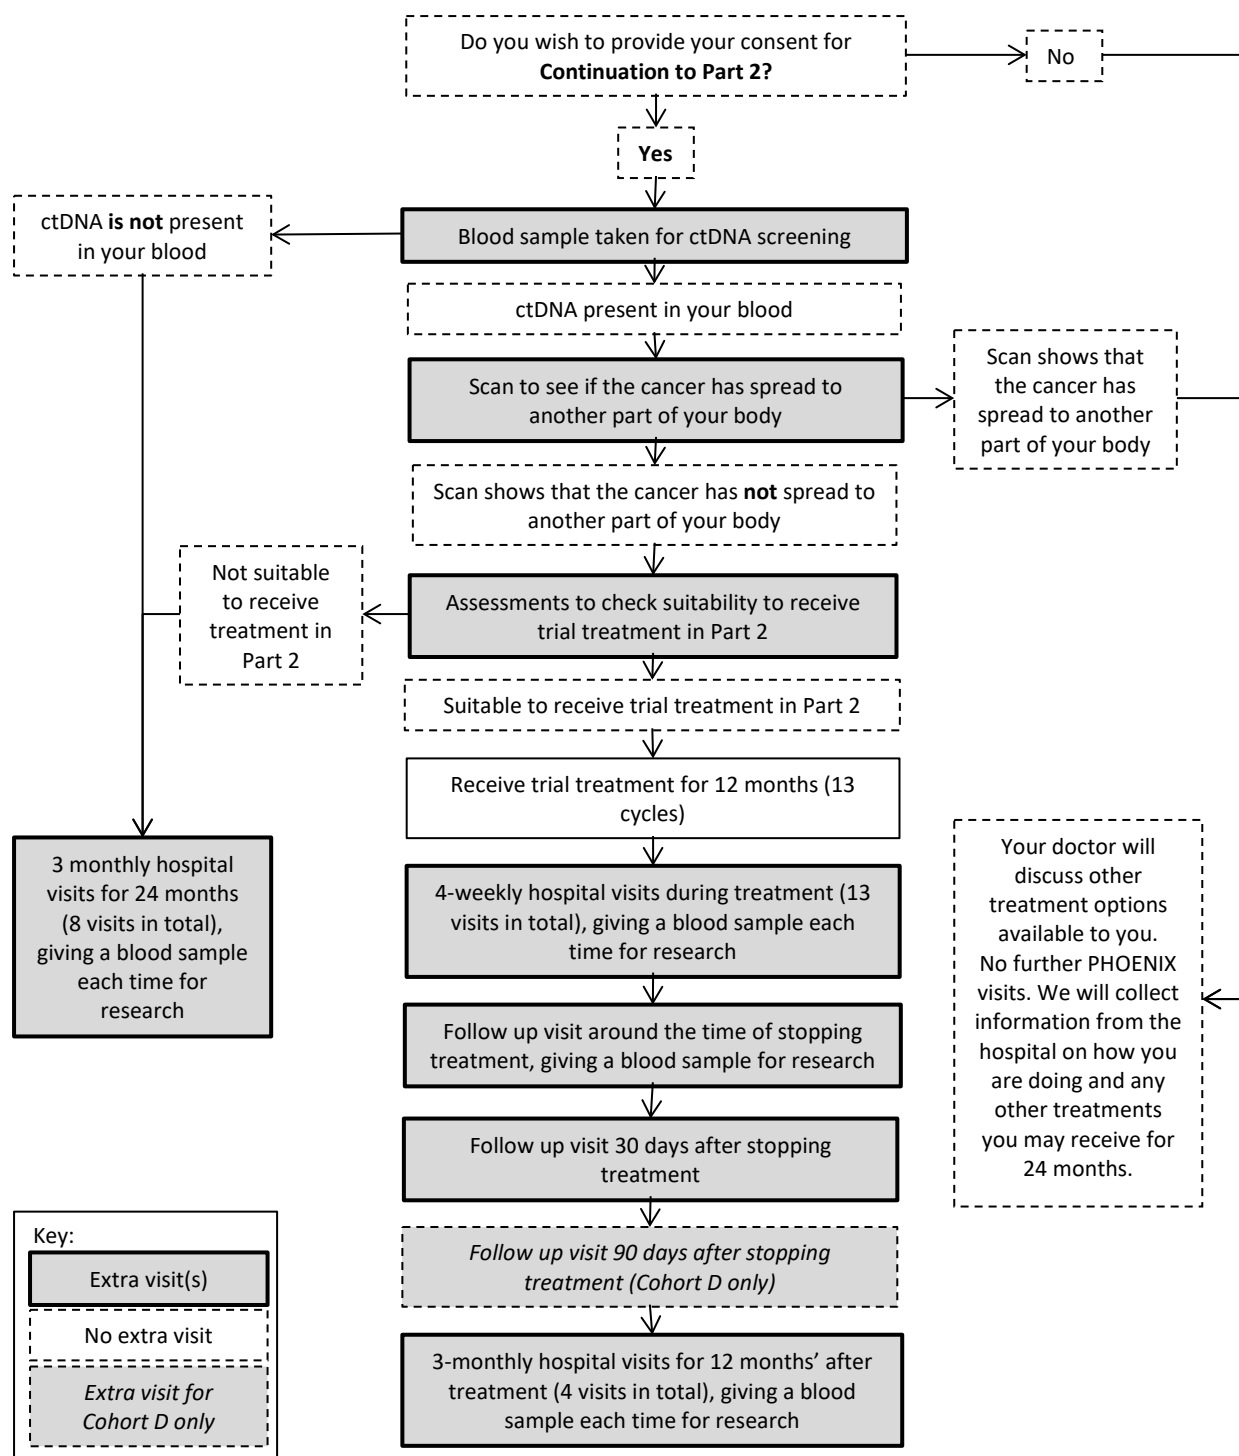 Do you wish to provide your consent for
Continuation to Part 2?
No
Yes
ctDNA is not present
in your blood
Blood sample taken for ctDNA screening
ctDNA present in your blood
Scan to see if the cancer has spread to
another part of your body
Scan shows that
the cancer has
spread to another
part of your body
Scan shows that the cancer has not spread to
another part of your body
Not suitable
to receive
treatment in
Part 2
Assessments to check suitability to receive
trial treatment in Part 2
Suitable to receive trial treatment in Part 2
Receive trial treatment for 12 months (13
cycles)
3 monthly hospital
visits for 24 months
(8 visits in total),
giving a blood sample
each time for
research
4-weekly hospital visits during treatment (13
visits in total), giving a blood sample each
time for research
Your doctor will
discuss other
treatment options
available to you.
No further PHOENIX
visits. We will collect
information from the
hospital on how you
are doing and any
other treatments
you may receive for
24 months.
Follow up visit around the time of stopping
treatment, giving a blood sample for research
Follow up visit 30 days after stopping
treatment
Follow up visit 90 days after stopping
treatment (Cohort D only)
3-monthly hospital visits for 12 months’ after
treatment (4 visits in total), giving a blood
sample each time for research
Key:
Extra visit(s)
No extra visit
Extra visit for
Cohort D only